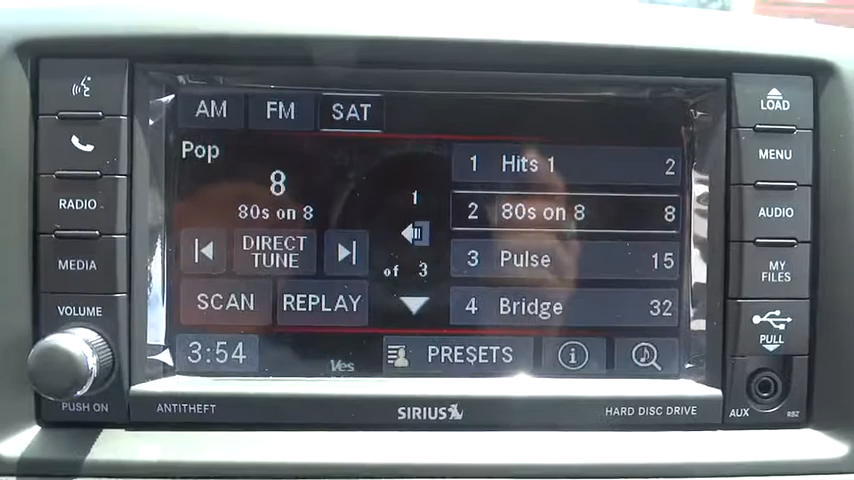 AM FM SAT
Pop
8
80s on 8
DIRECT
TUNE
SCAN REPLAY
1
of 3
1 Hits 1 2
2 80s on 8 8
3 Pulse 15
4 Bridge 32
3:54
Yes
PRESETS
i
RADIO
MEDIA
VOLUME
PUSH ON
LOAD
MENU
AUDIO
MY
FILES
PULL
AUX
RBZ
ANTITHEFT
SIRIUS
HARD DISC DRIVE